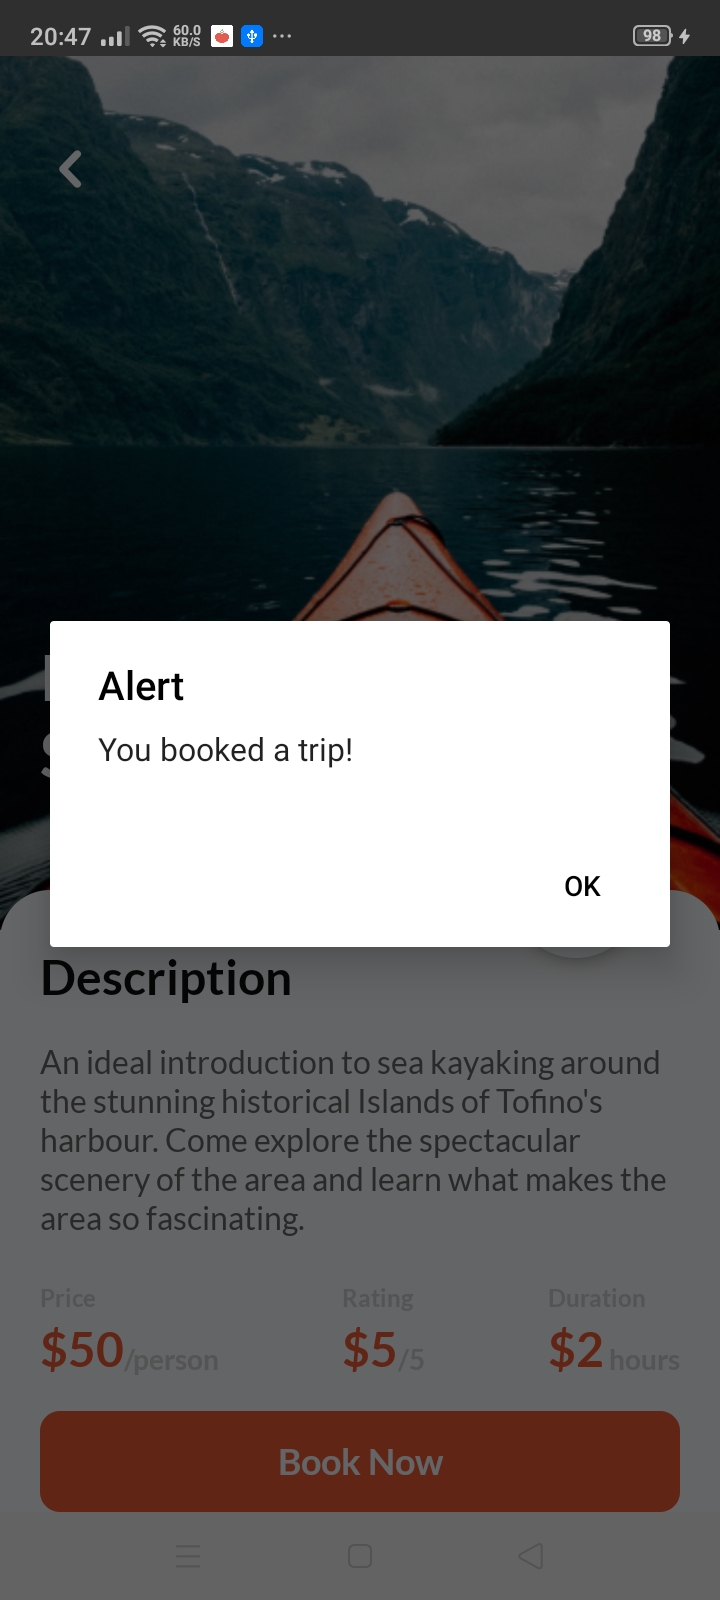 20:47 60.0 KB/S 98
Alert
You booked a trip!
OK
Description
An ideal introduction to sea kayaking around
the stunning historical Islands of Tofino's
harbour. Come explore the spectacular
scenery of the area and learn what makes the
area so fascinating.
Price Rating Duration
$50/person $5/5 $2 hours
Book Now